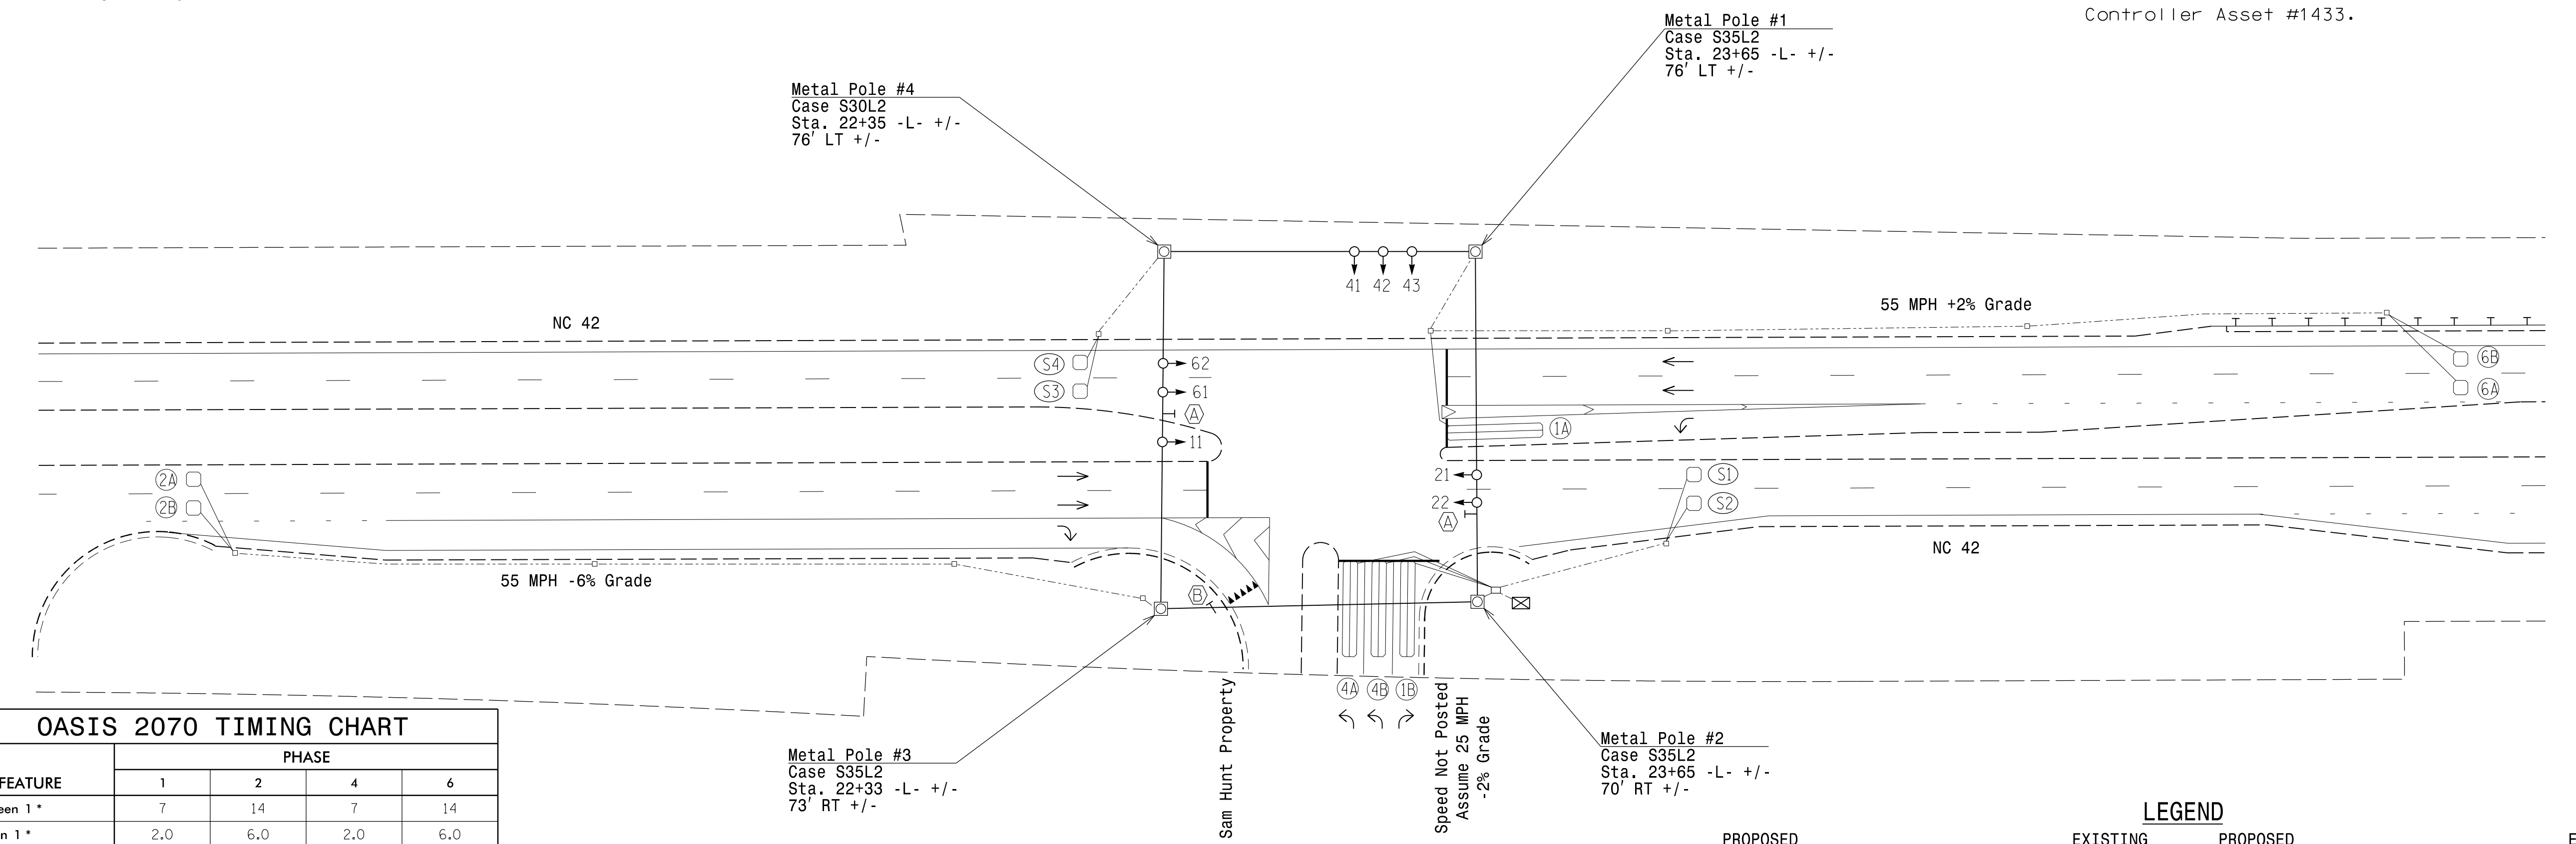 Controller Asset #1433.
Metal Pole #1
Case S35L2
Sta. 23+65 -L- +/-
76' LT +/-
Metal Pole #4
Case S30L2
Sta. 22+35 -L- +/-
76' LT +/-
41 42 43
55 MPH +2% Grade
NC 42
S4
62
6B
S3
61
6A
A
1A
11
2A
21
S1
2B
22
S2
A
NC 42
55 MPH -6% Grade
B
4A 4B 1B
Sam Hunt Property
Speed Not Posted
Assume 25 MPH
-2% Grade
Metal Pole #3
Case S35L2
Sta. 22+33 -L- +/-
73' RT +/-
Metal Pole #2
Case S35L2
Sta. 23+65 -L- +/-
70' RT +/-
OASIS 2070 TIMING CHART
PHASE
FEATURE 1 2 4 6
een 1 * 7 14 7 14
n 1 * 2.0 6.0 2.0 6.0
LEGEND
PROPOSED EXISTING PROPOSED